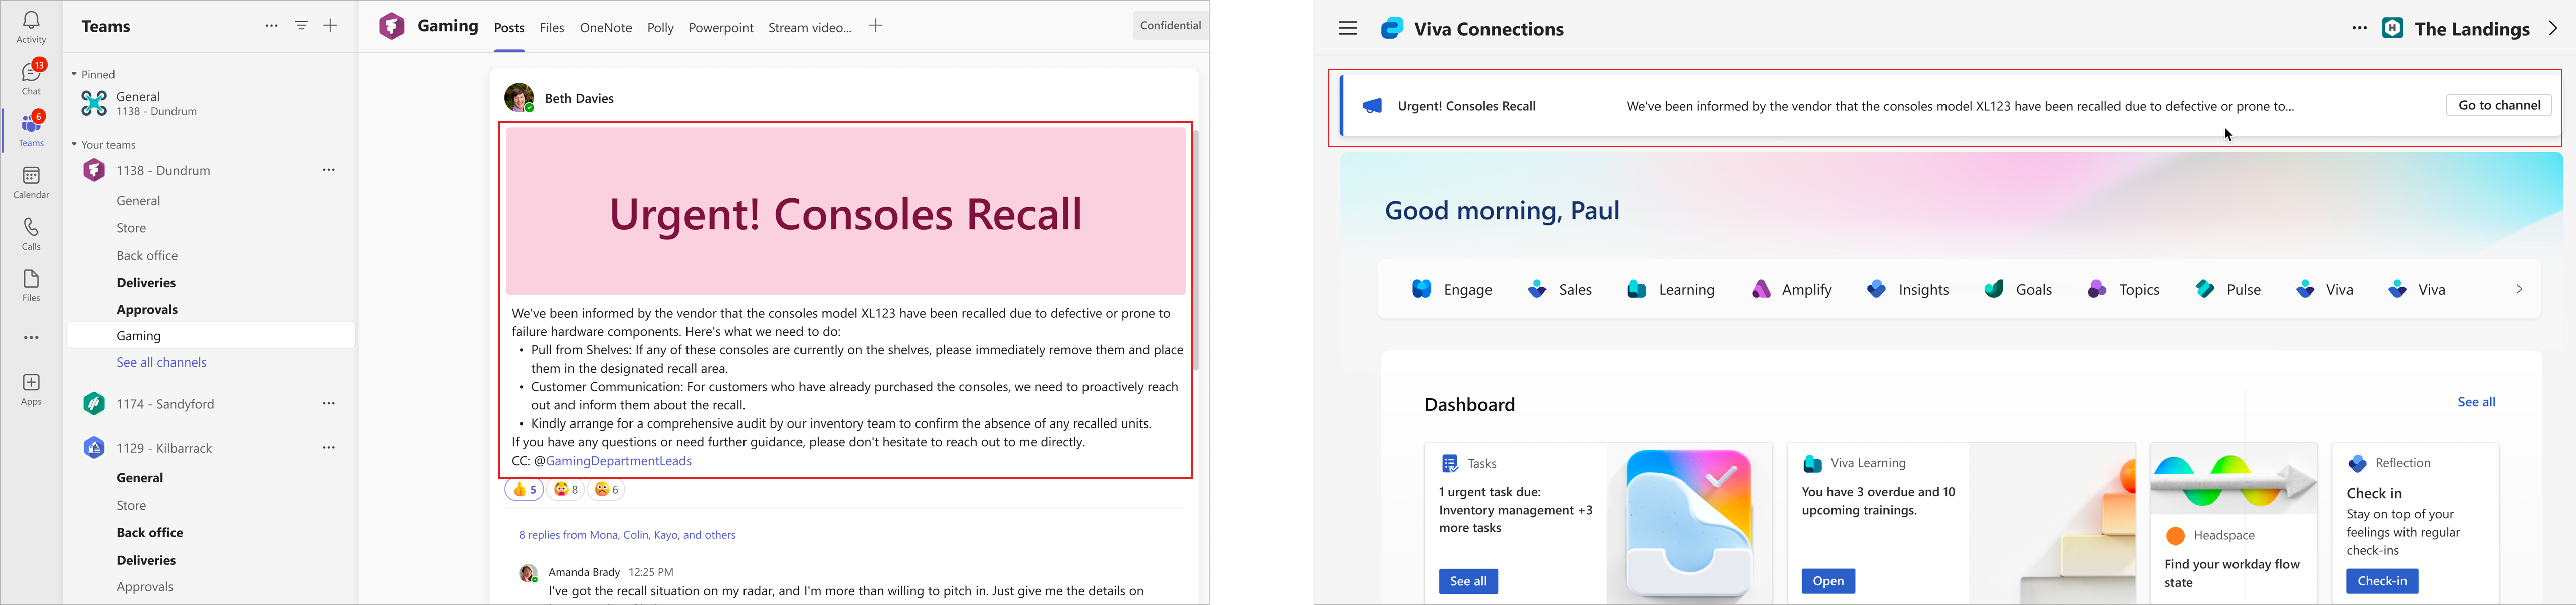 Activity
13
Chat
6
Teams
Calendar
Calls
Files
Apps
Teams
Pinned
General
1138 - Dundrum
Your teams
1138 - Dundrum
General
Store
Back office
Deliveries
Approvals
Gaming
See all channels
1174 - Sandyford
1129 - Kilbarrack
General
Store
Back office
Deliveries
Approvals
Gaming
Posts
Files
OneNote
Polly
Powerpoint
Stream video...
Confidential
Beth Davies
Urgent! Consoles Recall
We've been informed by the vendor that the consoles model XL123 have been recalled due to defective or prone to
failure hardware components. Here's what we need to do:
• Pull from Shelves: If any of these consoles are currently on the shelves, please immediately remove them and place
them in the designated recall area.
• Customer Communication: For customers who have already purchased the consoles, we need to proactively reach
out and inform them about the recall.
• Kindly arrange for a comprehensive audit by our inventory team to confirm the absence of any recalled units.
If you have any questions or need further guidance, please don't hesitate to reach out to me directly.
CC: @GamingDepartmentLeads
5
8
6
8 replies from Mona, Colin, Kayo, and others
Amanda Brady 12:25 PM
I've got the recall situation on my radar, and I'm more than willing to pitch in. Just give me the details on
Viva Connections
The Landings
Urgent! Consoles Recall
We've been informed by the vendor that the consoles model XL123 have been recalled due to defective or prone to...
Go to channel
Good morning, Paul
Engage
Sales
Learning
Amplify
Insights
Goals
Topics
Pulse
Viva
Viva
Dashboard
See all
Tasks
1 urgent task due:
Inventory management +3
more tasks
See all
Viva Learning
You have 3 overdue and 10
upcoming trainings.
Open
Headspace
Find your workday flow
state
Reflection
Check in
Stay on top of your
feelings with regular
check-ins
Check-in